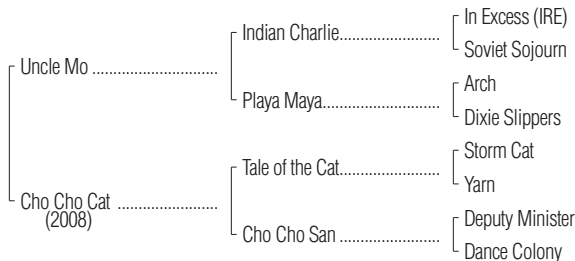 In Excess (IRE)
Indian Charlie........................
Soviet Sojourn
Uncle Mo ..............................
Arch
Playa Maya............................
Dixie Slippers
Storm Cat
Tale of the Cat........................
Yarn
Cho Cho Cat ........................
(2008)
Deputy Minister
Cho Cho San ........................
Dance Colony